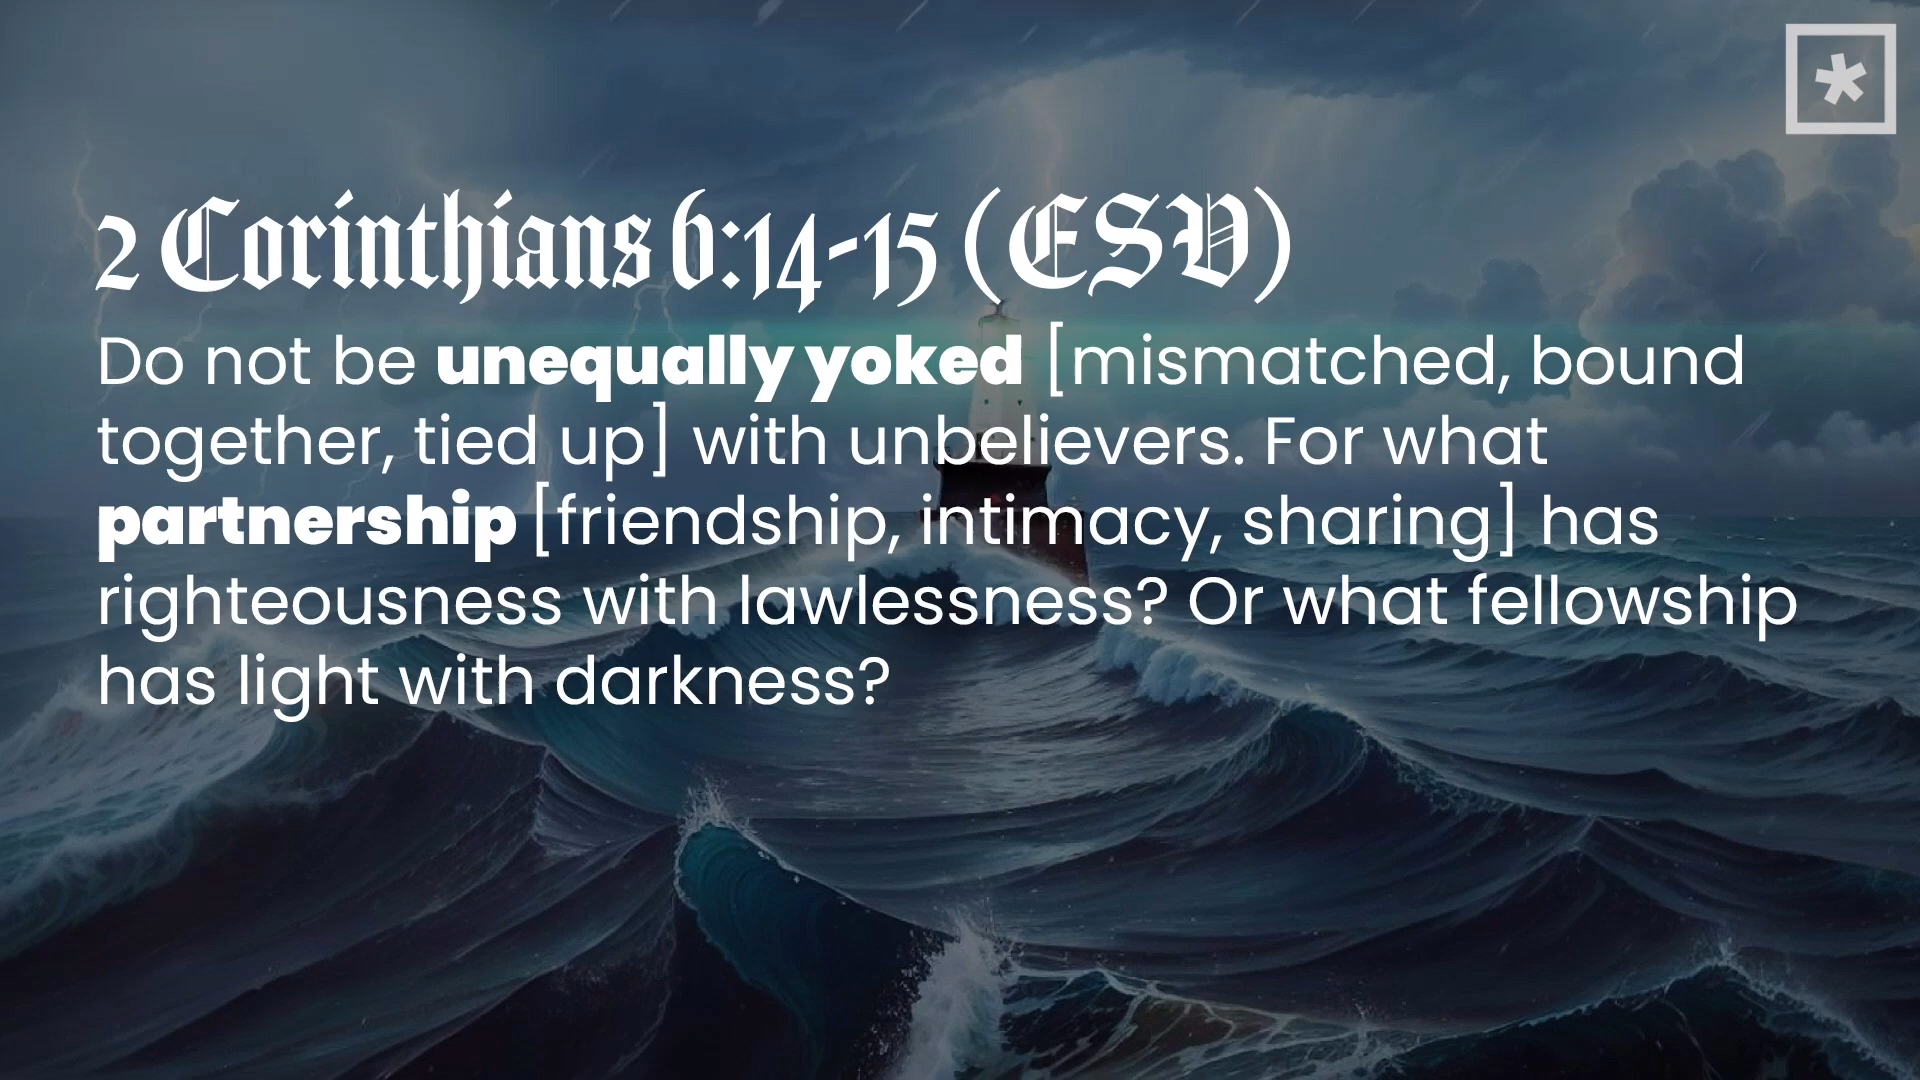 2 Corinthians 6:14-15 (ESV)
Do not be unequally yoked [mismatched, bound
together, tied up] with unbelievers. For what
partnership [friendship, intimacy, sharing] has
righteousness with lawlessness? Or what fellowship
has light with darkness?